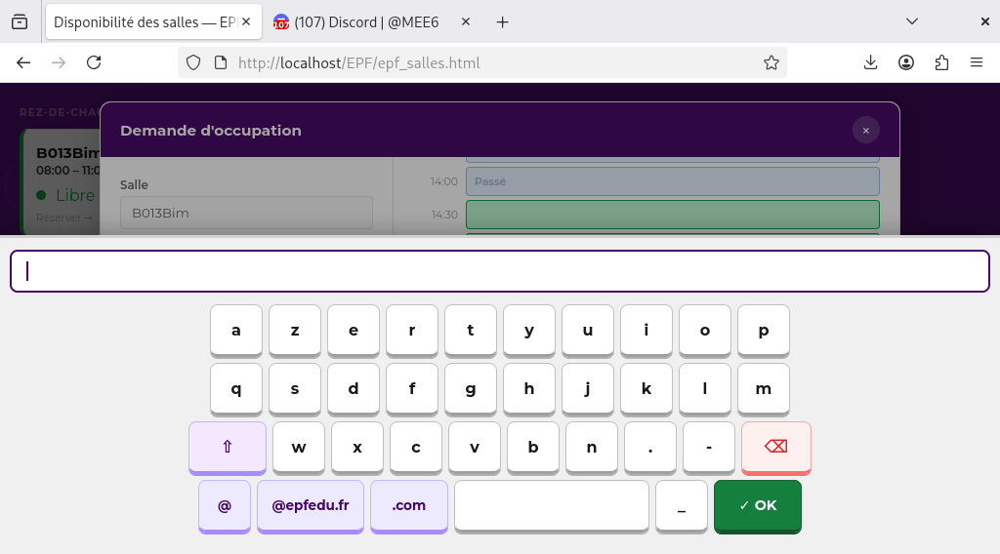 Disponibilité des salles — EP
(107) Discord | @MEE6
http://localhost/EPF/epf_salles.html
REZ-DE-CHA
Demande d'occupation
×
B013Bim
08:00 – 11:0
Libre
Réserver →
Salle
B013Bim
14:00 Passé
14:30
a z e r t y u i o p
q s d f g h j k l m
⇧ w x c v b n . - ⌫
@ @epfedu.fr .com _ ✓ OK